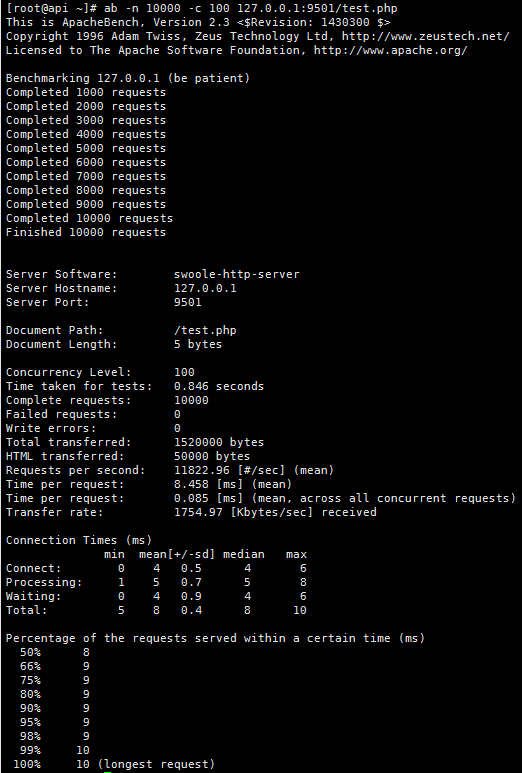 [root@api ~]# ab -n 10000 -c 100 127.0.0.1:9501/test.php
This is ApacheBench, Version 2.3 <$Revision: 1430300 $>
Copyright 1996 Adam Twiss, Zeus Technology Ltd, http://www.zeustech.net/
Licensed to The Apache Software Foundation, http://www.apache.org/

Benchmarking 127.0.0.1 (be patient)
Completed 1000 requests
Completed 2000 requests
Completed 3000 requests
Completed 4000 requests
Completed 5000 requests
Completed 6000 requests
Completed 7000 requests
Completed 8000 requests
Completed 9000 requests
Completed 10000 requests
Finished 10000 requests


Server Software:        swoole-http-server
Server Hostname:        127.0.0.1
Server Port:            9501

Document Path:          /test.php
Document Length:        5 bytes

Concurrency Level:      100
Time taken for tests:   0.846 seconds
Complete requests:      10000
Failed requests:        0
Write errors:           0
Total transferred:      1520000 bytes
HTML transferred:       50000 bytes
Requests per second:    11822.96 [#/sec] (mean)
Time per request:       8.458 [ms] (mean)
Time per request:       0.085 [ms] (mean, across all concurrent requests)
Transfer rate:          1754.97 [Kbytes/sec] received

Connection Times (ms)
              min  mean[+/-sd] median   max
Connect:        0    4   0.5      4       6
Processing:     1    5   0.7      5       8
Waiting:        0    4   0.9      4       6
Total:          5    8   0.4      8      10

Percentage of the requests served within a certain time (ms)
  50%      8
  66%      9
  75%      9
  80%      9
  90%      9
  95%      9
  98%      9
  99%     10
 100%     10 (longest request)